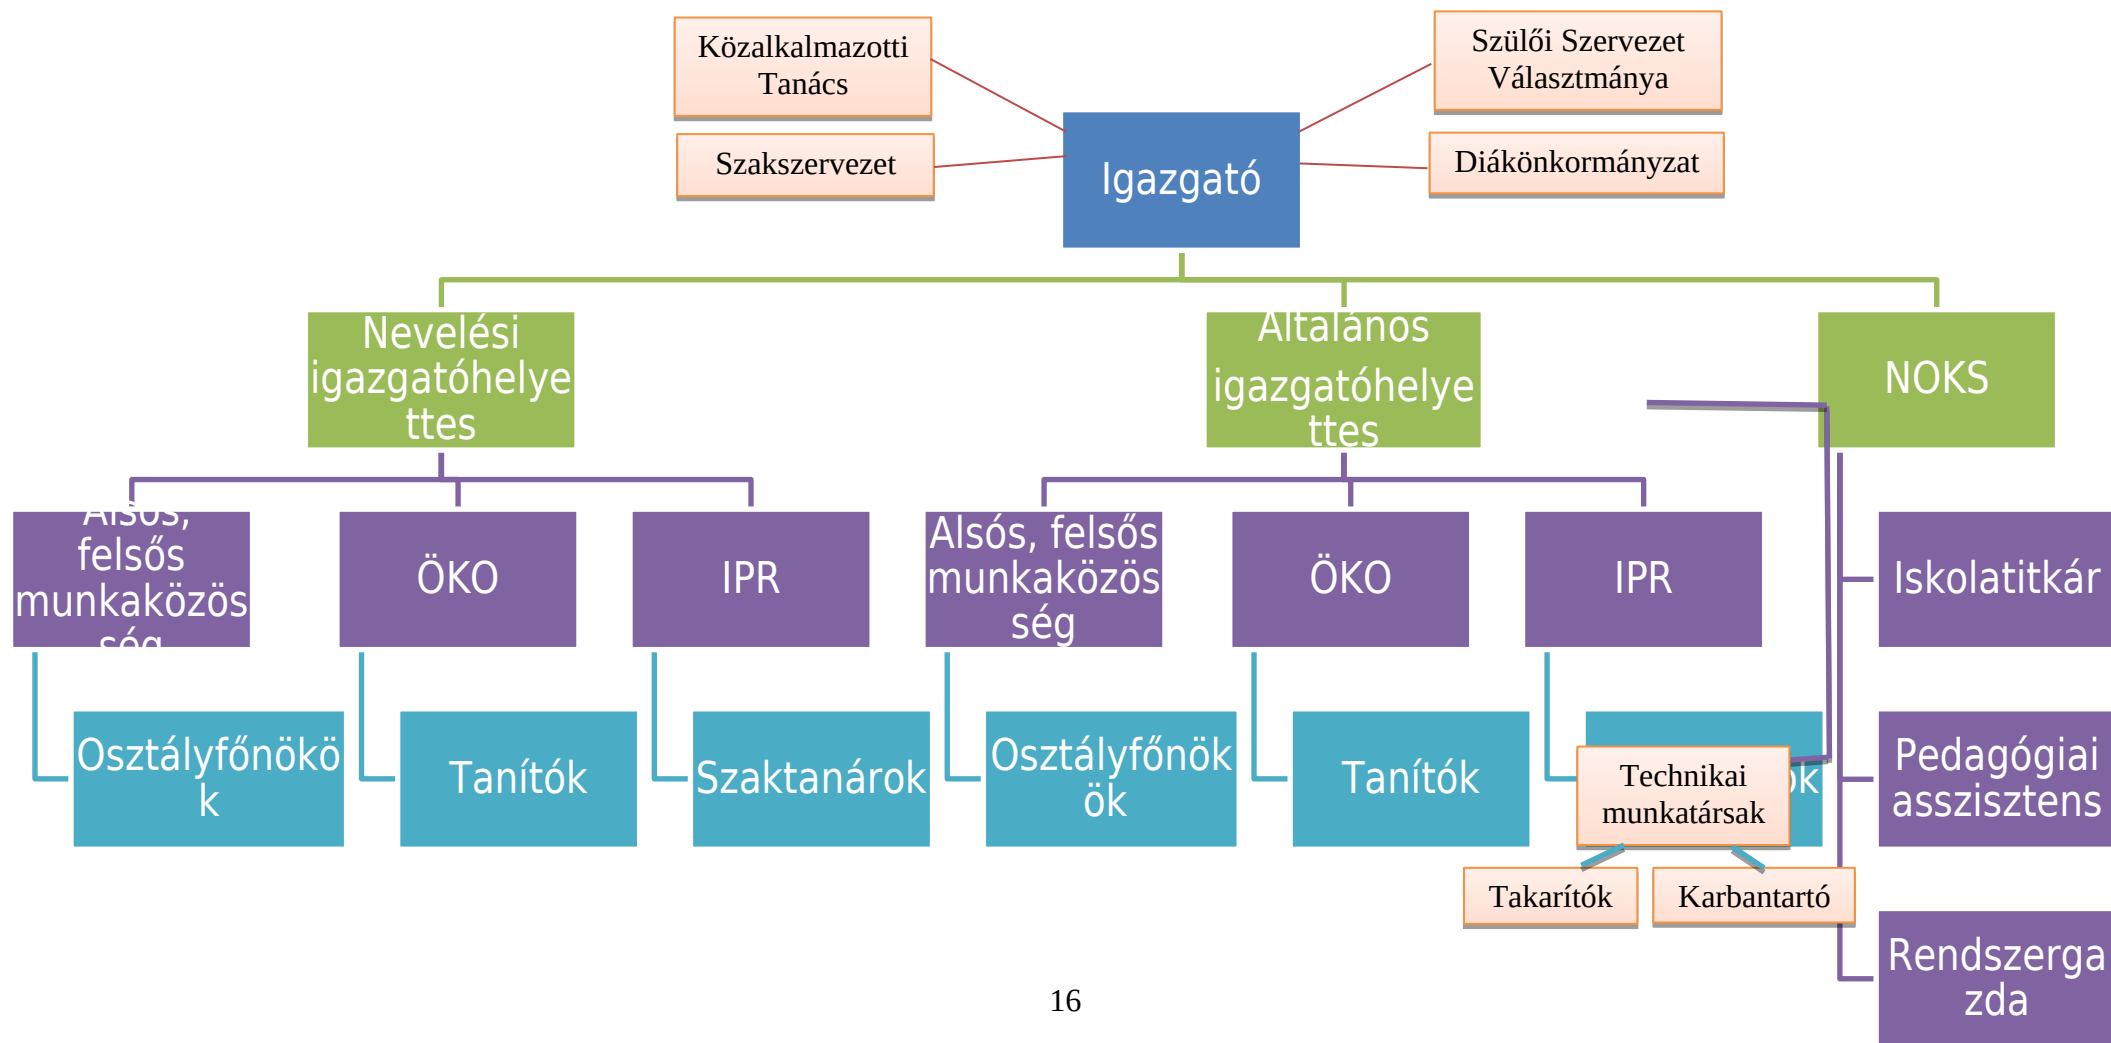 Közalkalmazotti
Tanács
Szülői Szervezet
Választmánya
Szakszervezet
Diákönkormányzat
Igazgató
Nevelési
igazgatóhelye
ttes
Általános
igazgatóhelye
ttes
NOKS
Alsós,
felsős
munkaközös
ség
ÖKO
IPR
Alsós, felsős
munkaközös
ség
ÖKO
IPR
Iskolatitkár
Osztályfőnökö
k
Tanítók
Szaktanárok
Osztályfőnök
ök
Tanítók
Technikai
munkatársak
Pedagógiai
asszisztens
Takarítók
Karbantartó
Rendszerga
zda
16